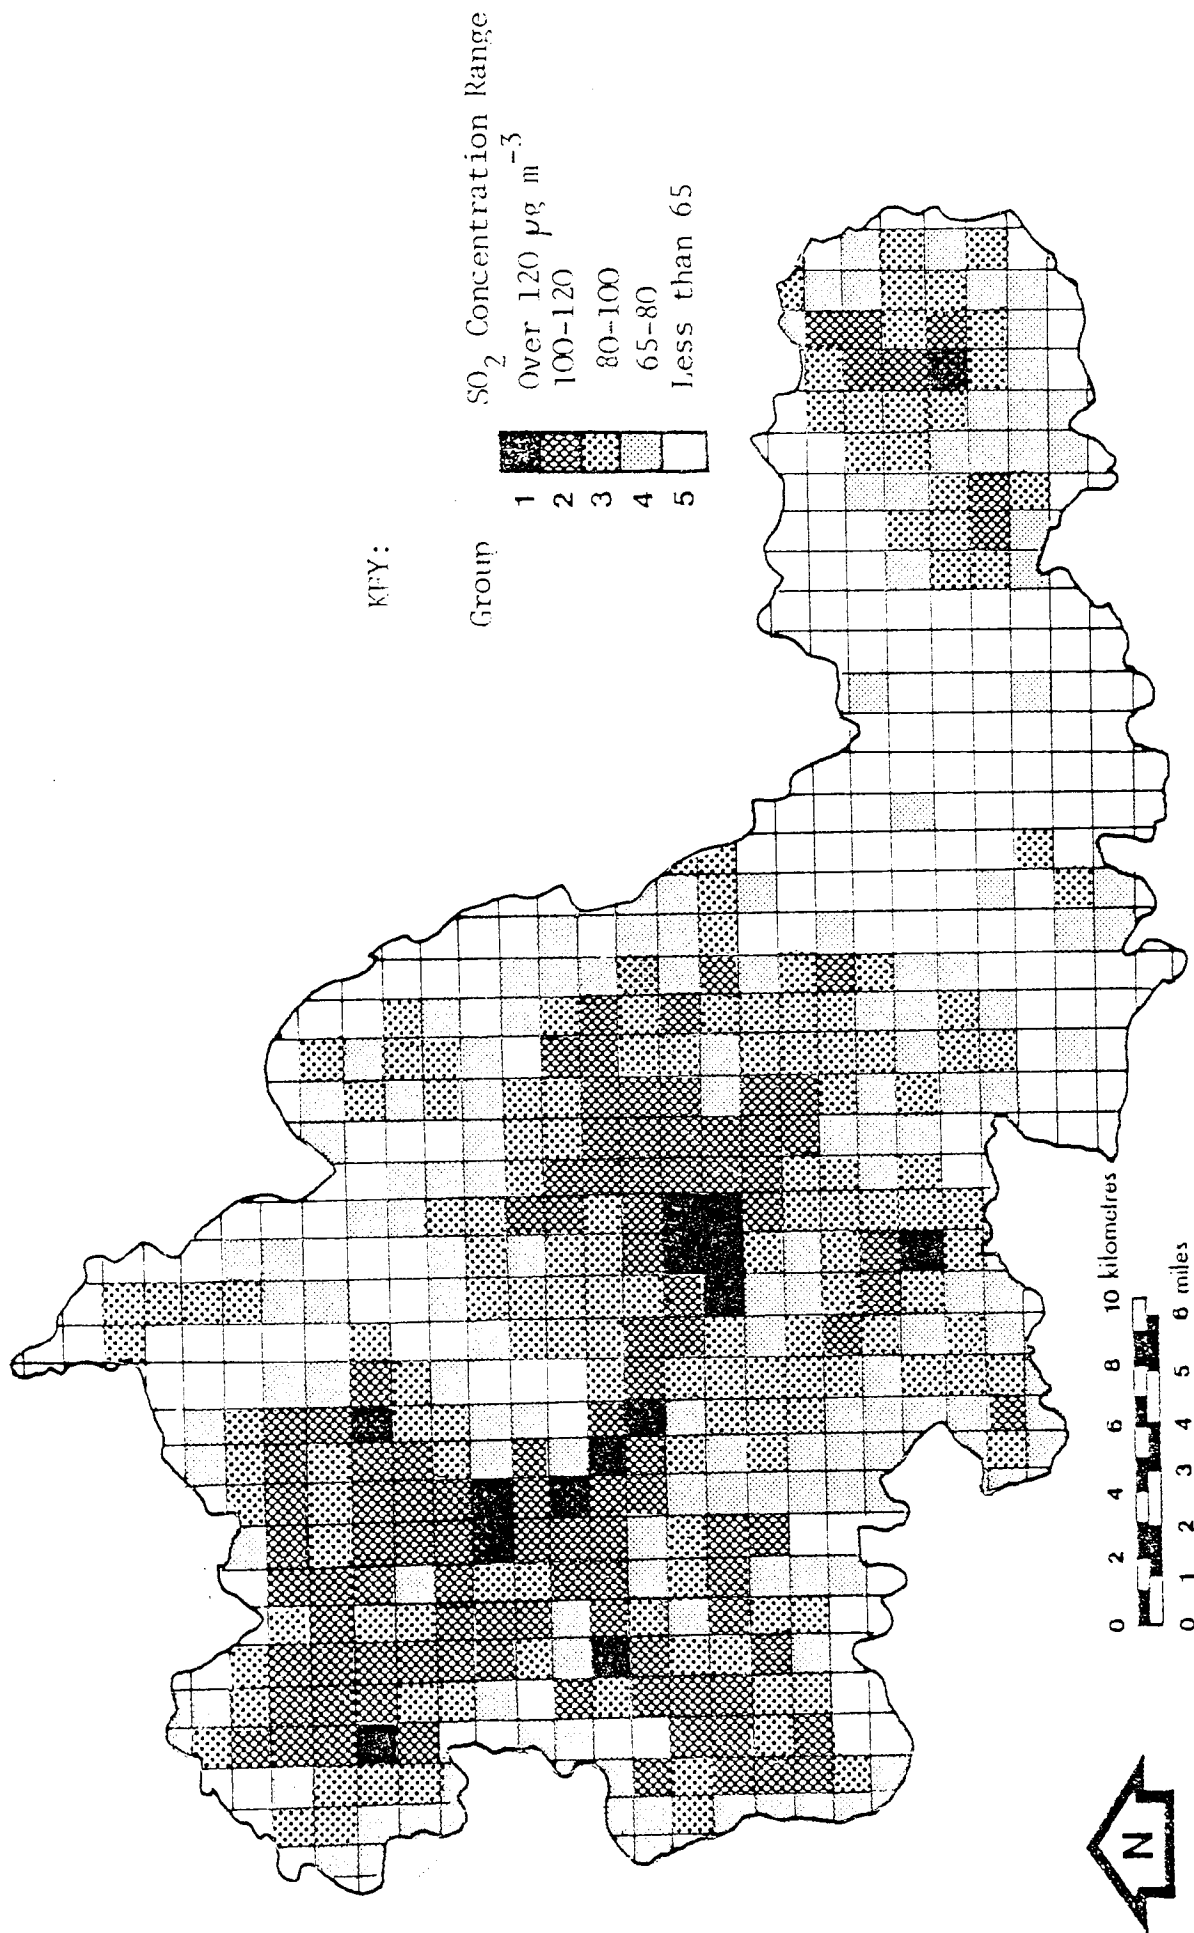 KEY:
Group SO2 Concentration Range
1 Over 120 µg m-3
2 100-120
3 80-100
4 65-80
5 Less than 65
0 2 4 6 8 10 kilometres
0 1 2 3 4 5 6 miles
N